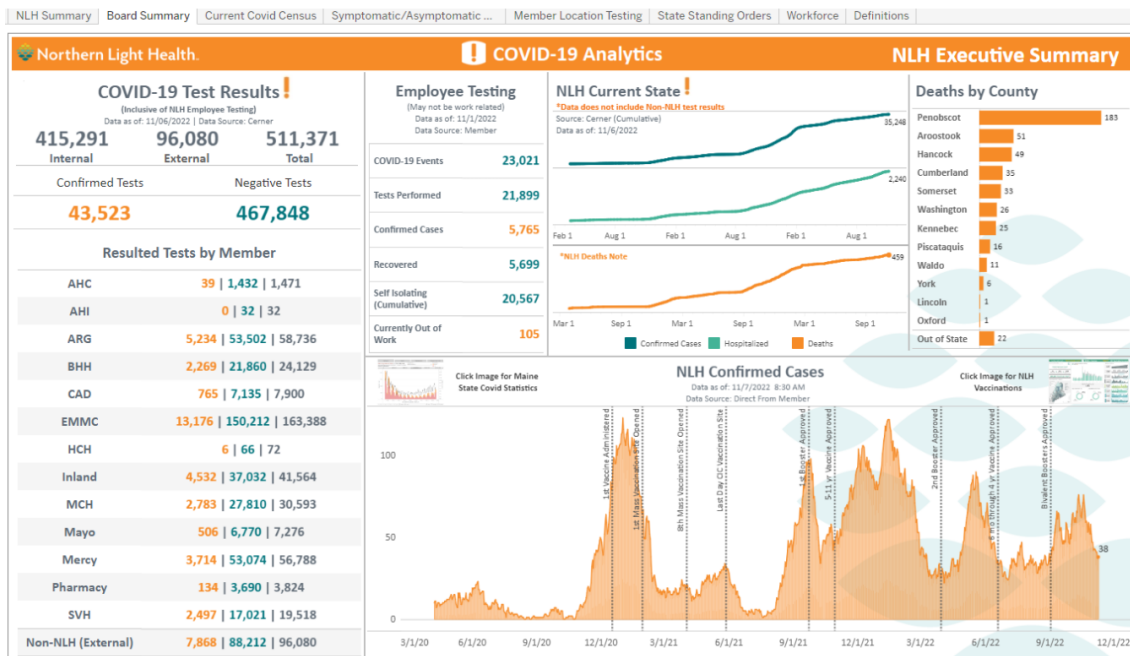 NLH Summary Board Summary Current Covid Census Symptomatic/Asymptomatic ... Member Location Testing State Standing Orders Workforce Definitions
Northern Light Health. COVID-19 Analytics NLH Executive Summary
COVID-19 Test Results
(Inclusive of NLH Employee Testing)
Data as of: 11/06/2022 | Data Source: Cerner
415,291 96,080 511,371
Internal External Total
Confirmed Tests Negative Tests
43,523 467,848
Resulted Tests by Member
AHC 39 | 1,432 | 1,471
AHI 0 | 32 | 32
ARG 5,234 | 53,502 | 58,736
BHH 2,269 | 21,860 | 24,129
CAD 765 | 7,135 | 7,900
EMMC 13,176 | 150,212 | 163,388
HCH 6 | 66 | 72
Inland 4,532 | 37,032 | 41,564
MCH 2,783 | 27,810 | 30,593
Mayo 506 | 6,770 | 7,276
Mercy 3,714 | 53,074 | 56,788
Pharmacy 134 | 3,690 | 3,824
SVH 2,497 | 17,021 | 19,518
Non-NLH (External) 7,868 | 88,212 | 96,080
Employee Testing
(May not be work related)
Data as of: 11/1/2022
Data Source: Member
COVID-19 Events 23,021
Tests Performed 21,899
Confirmed Cases 5,765
Recovered 5,699
Self Isolating
(Cumulative) 20,567
Currently Out of
Work 105
NLH Current State
*Data does not include Non-NLH test results
Source: Cerner (Cumulative)
Data as of: 11/6/2022
35,248
2,240
Feb 1 Aug 1 Feb 1 Aug 1 Feb 1 Aug 1
*NLH Deaths Note
459
Mar 1 Sep 1 Mar 1 Sep 1 Mar 1 Sep 1
Confirmed Cases Hospitalized Deaths
Deaths by County
Penobscot 183
Aroostook 51
Hancock 49
Cumberland 35
Somerset 33
Washington 26
Kennebec 25
Piscataquis 16
Waldo 11
York 6
Lincoln 1
Oxford 1
Out of State 22
Click Image for Maine
State Covid Statistics
NLH Confirmed Cases
Data as of: 11/7/2022 8:30 AM
Data Source: Direct From Member
Click Image for NLH
Vaccinations
1st Vaccine Administered
1st Mass Vaccination Site Opened
8th Mass Vaccination Site Opened
Last Day OC Vaccination Site
1st Booster Approved
5-11 yr Vaccine Approved
2nd Booster Approved
6 mo through 4 yr Vaccine Approved
Bivalent Boosters Approved
100
50
0
38
3/1/20 6/1/20 9/1/20 12/1/20 3/1/21 6/1/21 9/1/21 12/1/21 3/1/22 6/1/22 9/1/22 12/1/22